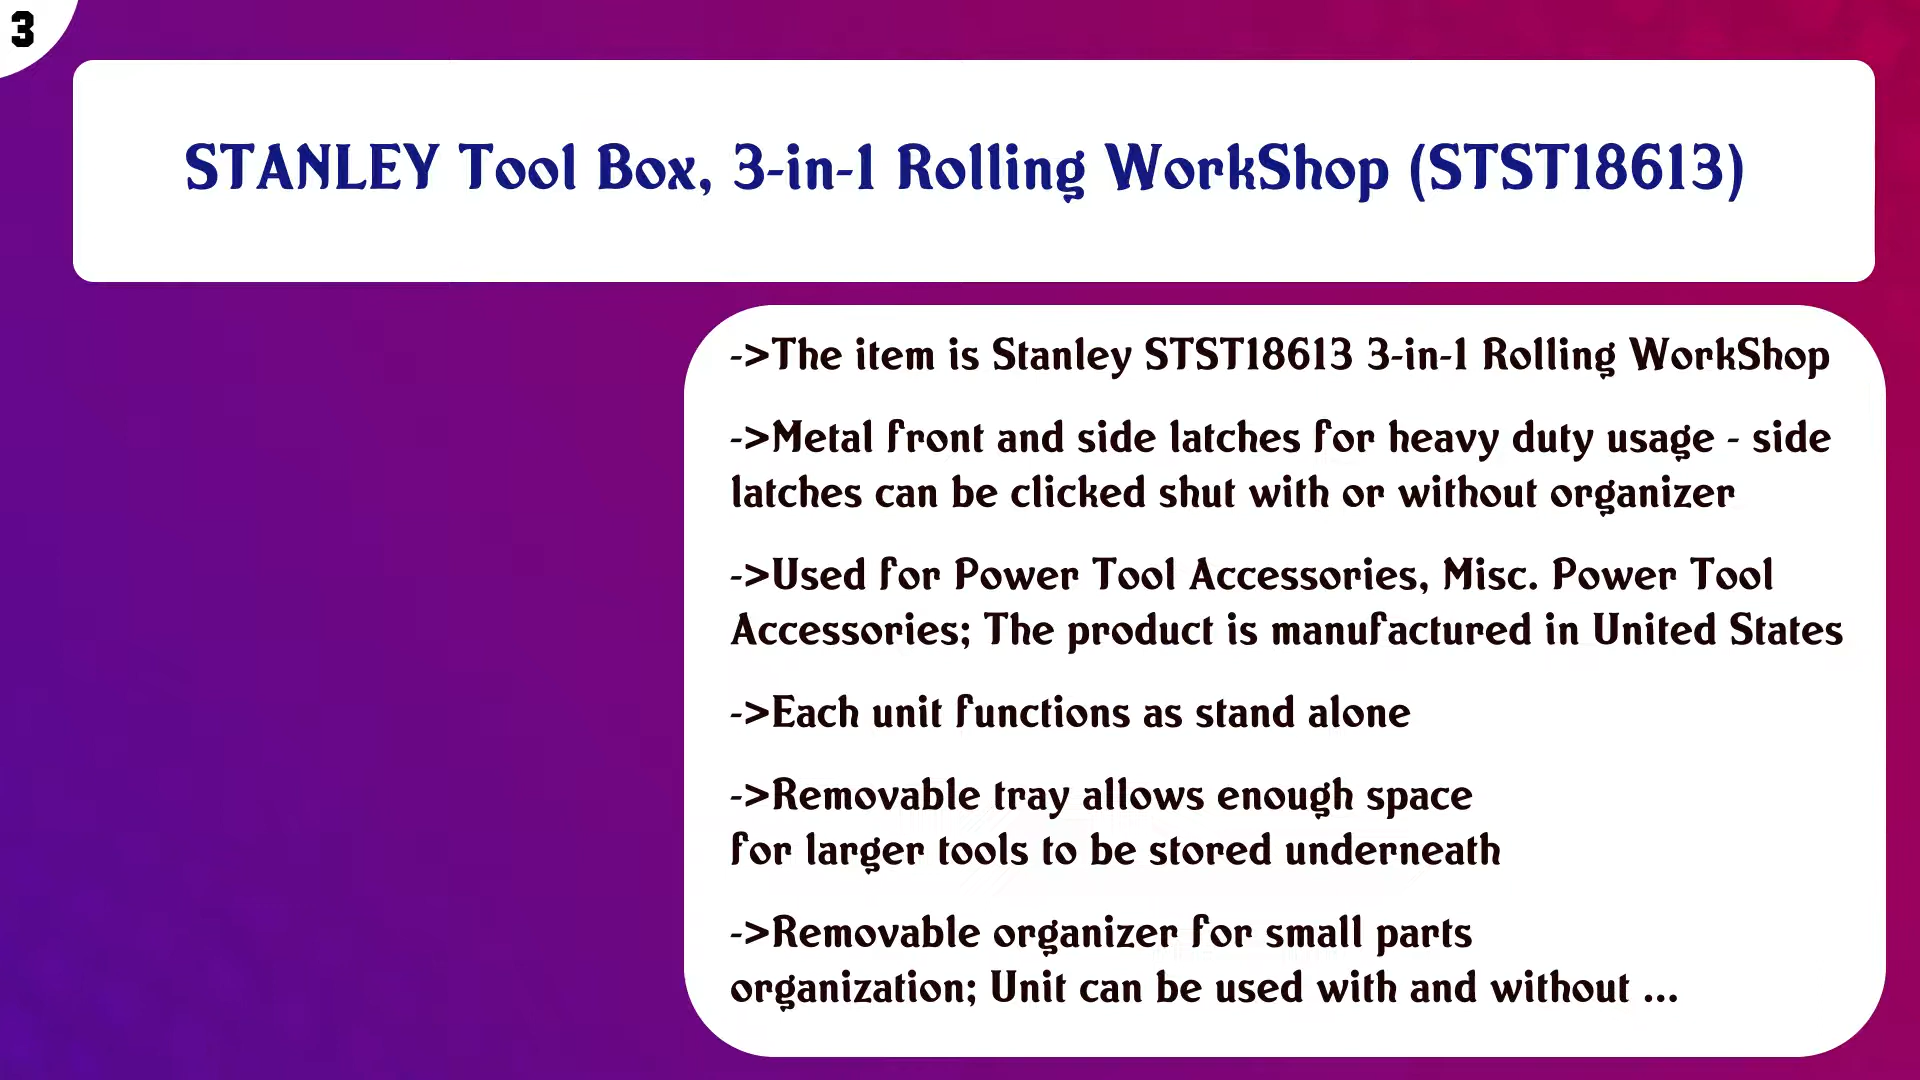 3
STANLEY Tool Box, 3-in-1 Rolling WorkShop (STST18613)
->The item is Stanley STST18613 3-in-1 Rolling WorkShop
->Metal front and side latches for heavy duty usage - side
latches can be clicked shut with or without organizer
->Used for Power Tool Accessories, Misc. Power Tool
Accessories; The product is manufactured in United States
->Each unit functions as stand alone
->Removable tray allows enough space
for larger tools to be stored underneath
->Removable organizer for small parts
organization; Unit can be used with and without ...